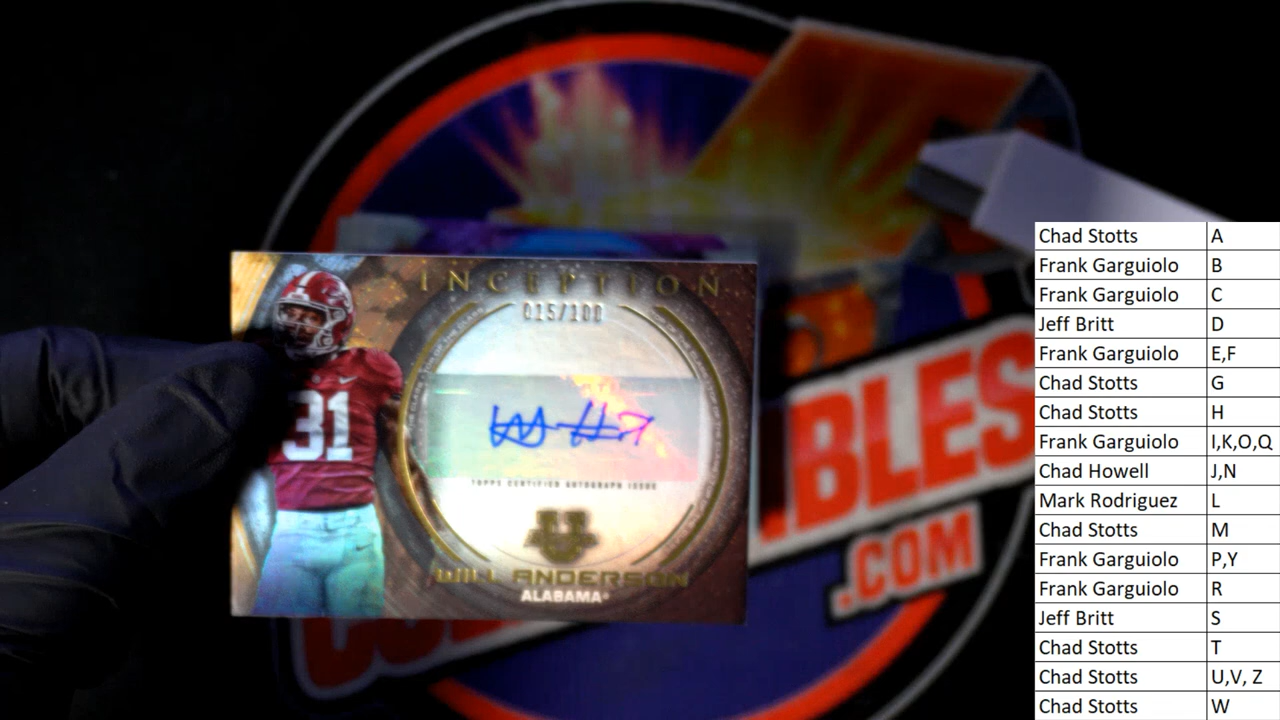 INCEPTION
015/100
31
TOPPS CERTIFIED AUTOGRAPH ISSUE
U
WILL ANDERSON
ALABAMA
BLES
.COM
Chad Stotts A
Frank Garguiolo B
Frank Garguiolo C
Jeff Britt D
Frank Garguiolo E,F
Chad Stotts G
Chad Stotts H
Frank Garguiolo I,K,O,Q
Chad Howell J,N
Mark Rodriguez L
Chad Stotts M
Frank Garguiolo P,Y
Frank Garguiolo R
Jeff Britt S
Chad Stotts T
Chad Stotts U,V, Z
Chad Stotts W